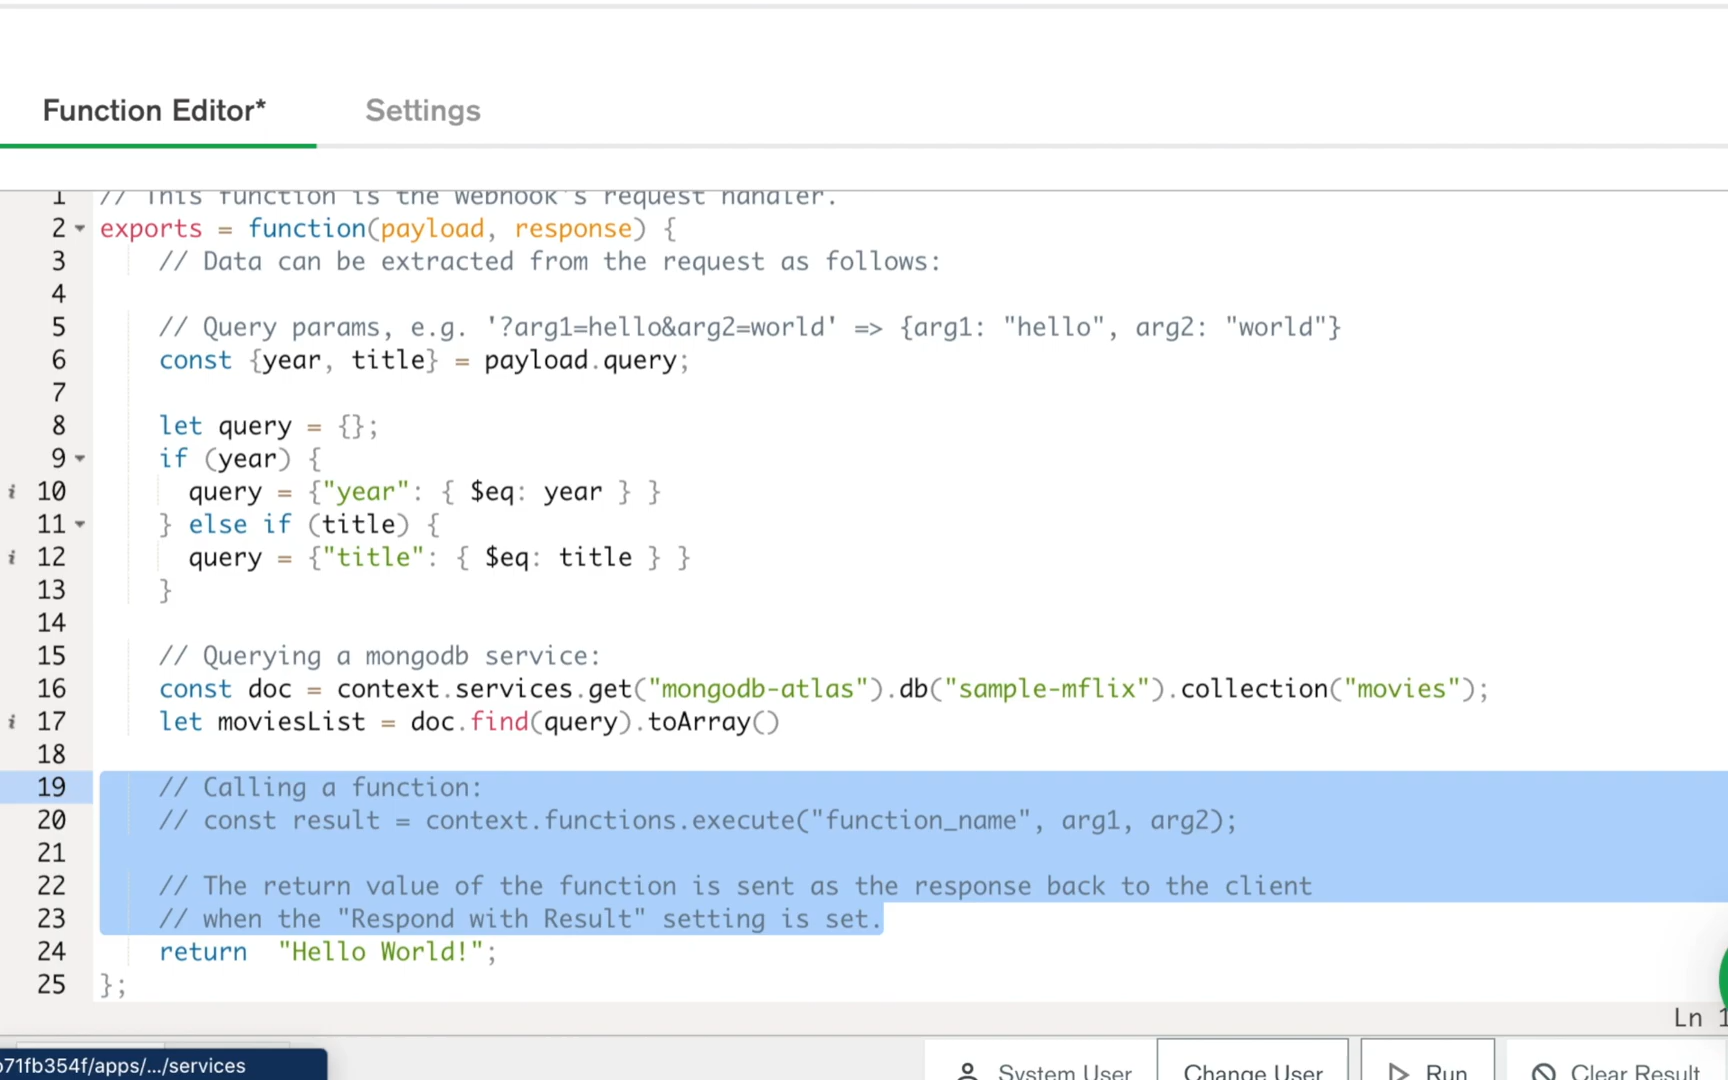 Function Editor* Settings
1 // This function is the webhook's request handler.
2 exports = function(payload, response) {
3 // Data can be extracted from the request as follows:
4
5 // Query params, e.g. '?arg1=hello&arg2=world' => {arg1: "hello", arg2: "world"}
6 const {year, title} = payload.query;
7
8 let query = {};
9 if (year) {
i 10 query = {"year": { $eq: year } }
11 } else if (title) {
i 12 query = {"title": { $eq: title } }
13 }
14
15 // Querying a mongodb service:
16 const doc = context.services.get("mongodb-atlas").db("sample-mflix").collection("movies");
i 17 let moviesList = doc.find(query).toArray()
18
19 // Calling a function:
20 // const result = context.functions.execute("function_name", arg1, arg2);
21
22 // The return value of the function is sent as the response back to the client
23 // when the "Respond with Result" setting is set.
24 return "Hello World!";
25 };
Ln 1
b71fb354f/apps/.../services
System User Change User Run Clear Result